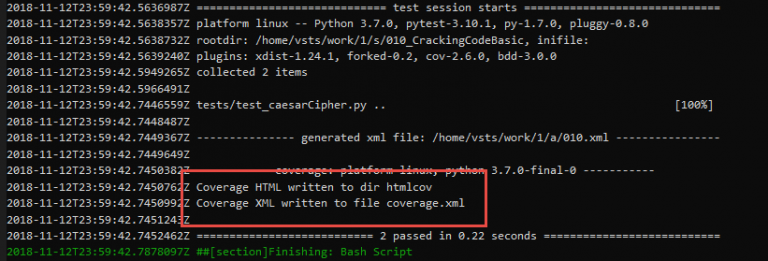 2018-11-12T23:59:42.5636987Z ============================= test session starts ==============================
2018-11-12T23:59:42.5638357Z platform linux -- Python 3.7.0, pytest-3.10.1, py-1.7.0, pluggy-0.8.0
2018-11-12T23:59:42.5638732Z rootdir: /home/vsts/work/1/s/010_CrackingCodeBasic, inifile:
2018-11-12T23:59:42.5639240Z plugins: xdist-1.24.1, forked-0.2, cov-2.6.0, bdd-3.0.0
2018-11-12T23:59:42.5949265Z collected 2 items
2018-11-12T23:59:42.5966491Z
2018-11-12T23:59:42.7446559Z tests/test_caesarCipher.py .. [100%]
2018-11-12T23:59:42.7448487Z
2018-11-12T23:59:42.7449367Z --------------- generated xml file: /home/vsts/work/1/a/010.xml ----------------
2018-11-12T23:59:42.7449649Z
2018-11-12T23:59:42.7450382Z ----------- coverage: platform linux, python 3.7.0-final-0 -----------
2018-11-12T23:59:42.7450762Z Coverage HTML written to dir htmlcov
2018-11-12T23:59:42.7450992Z Coverage XML written to file coverage.xml
2018-11-12T23:59:42.7451243Z
2018-11-12T23:59:42.7452462Z =========================== 2 passed in 0.22 seconds ===========================
2018-11-12T23:59:42.7878097Z ##[section]Finishing: Bash Script